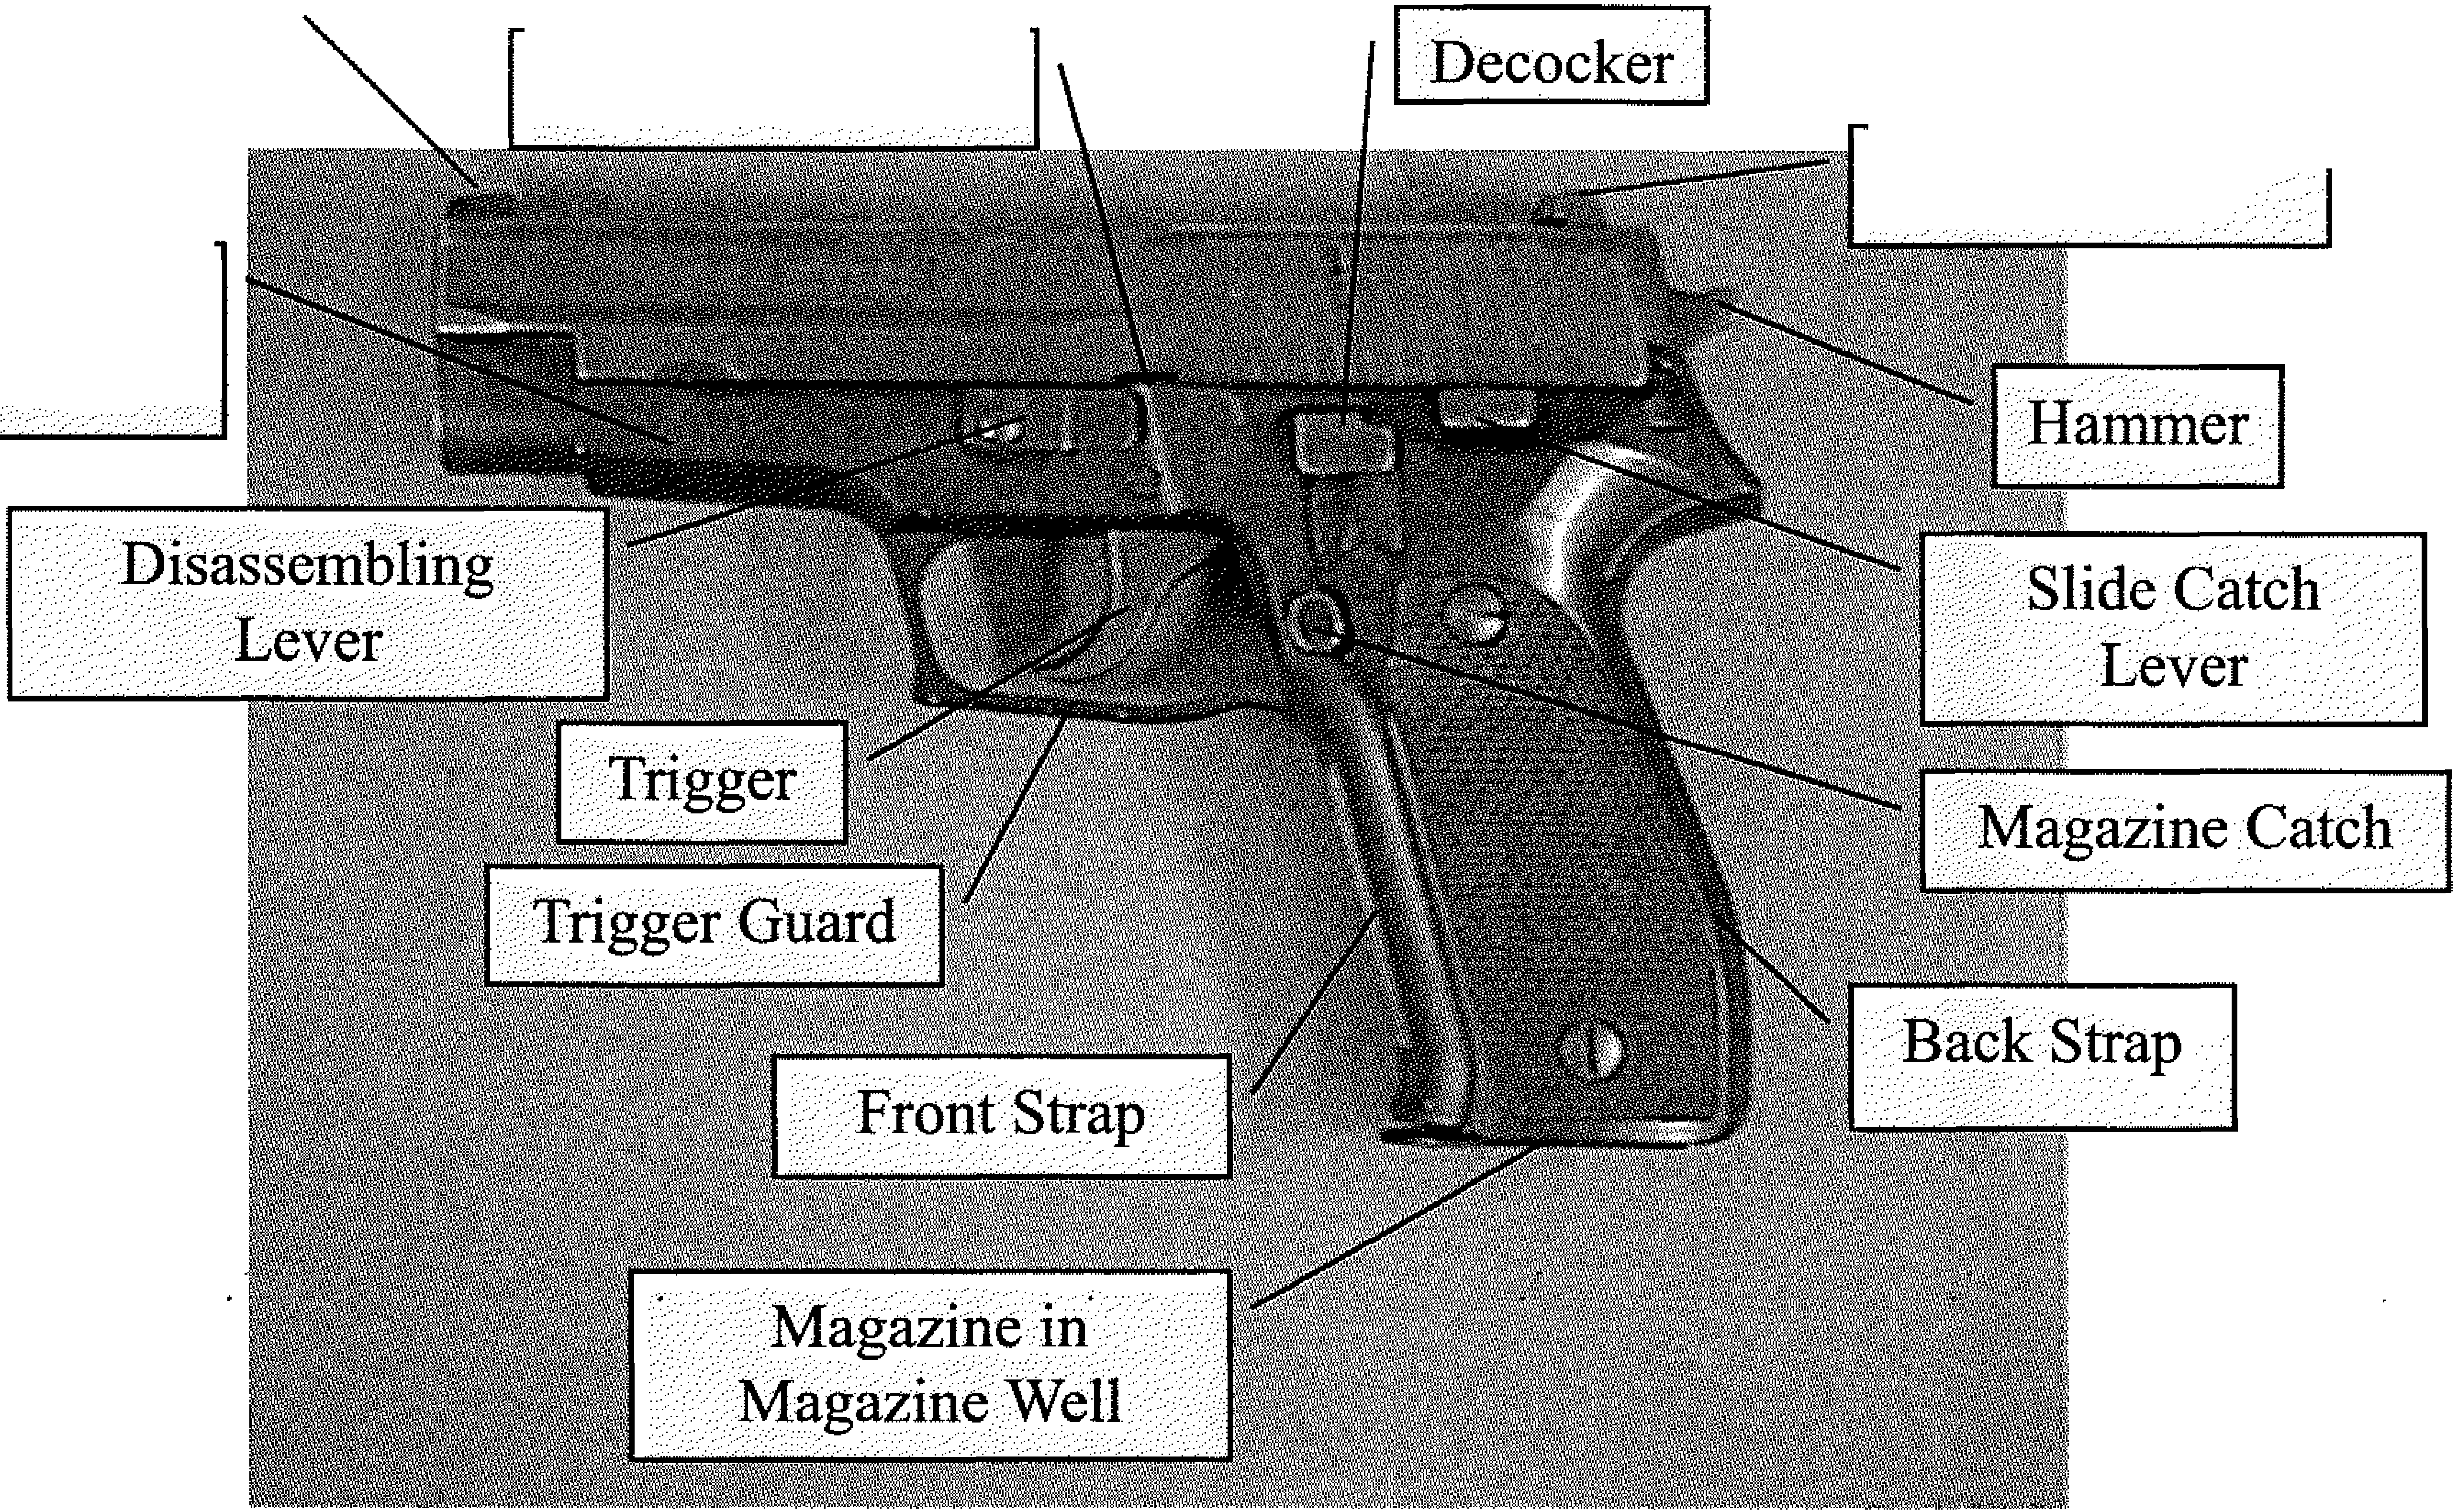 Decocker
Hammer
Disassembling
Lever
Slide Catch
Lever
Trigger
Magazine Catch
Trigger Guard
Back Strap
Front Strap
Magazine in
Magazine Well